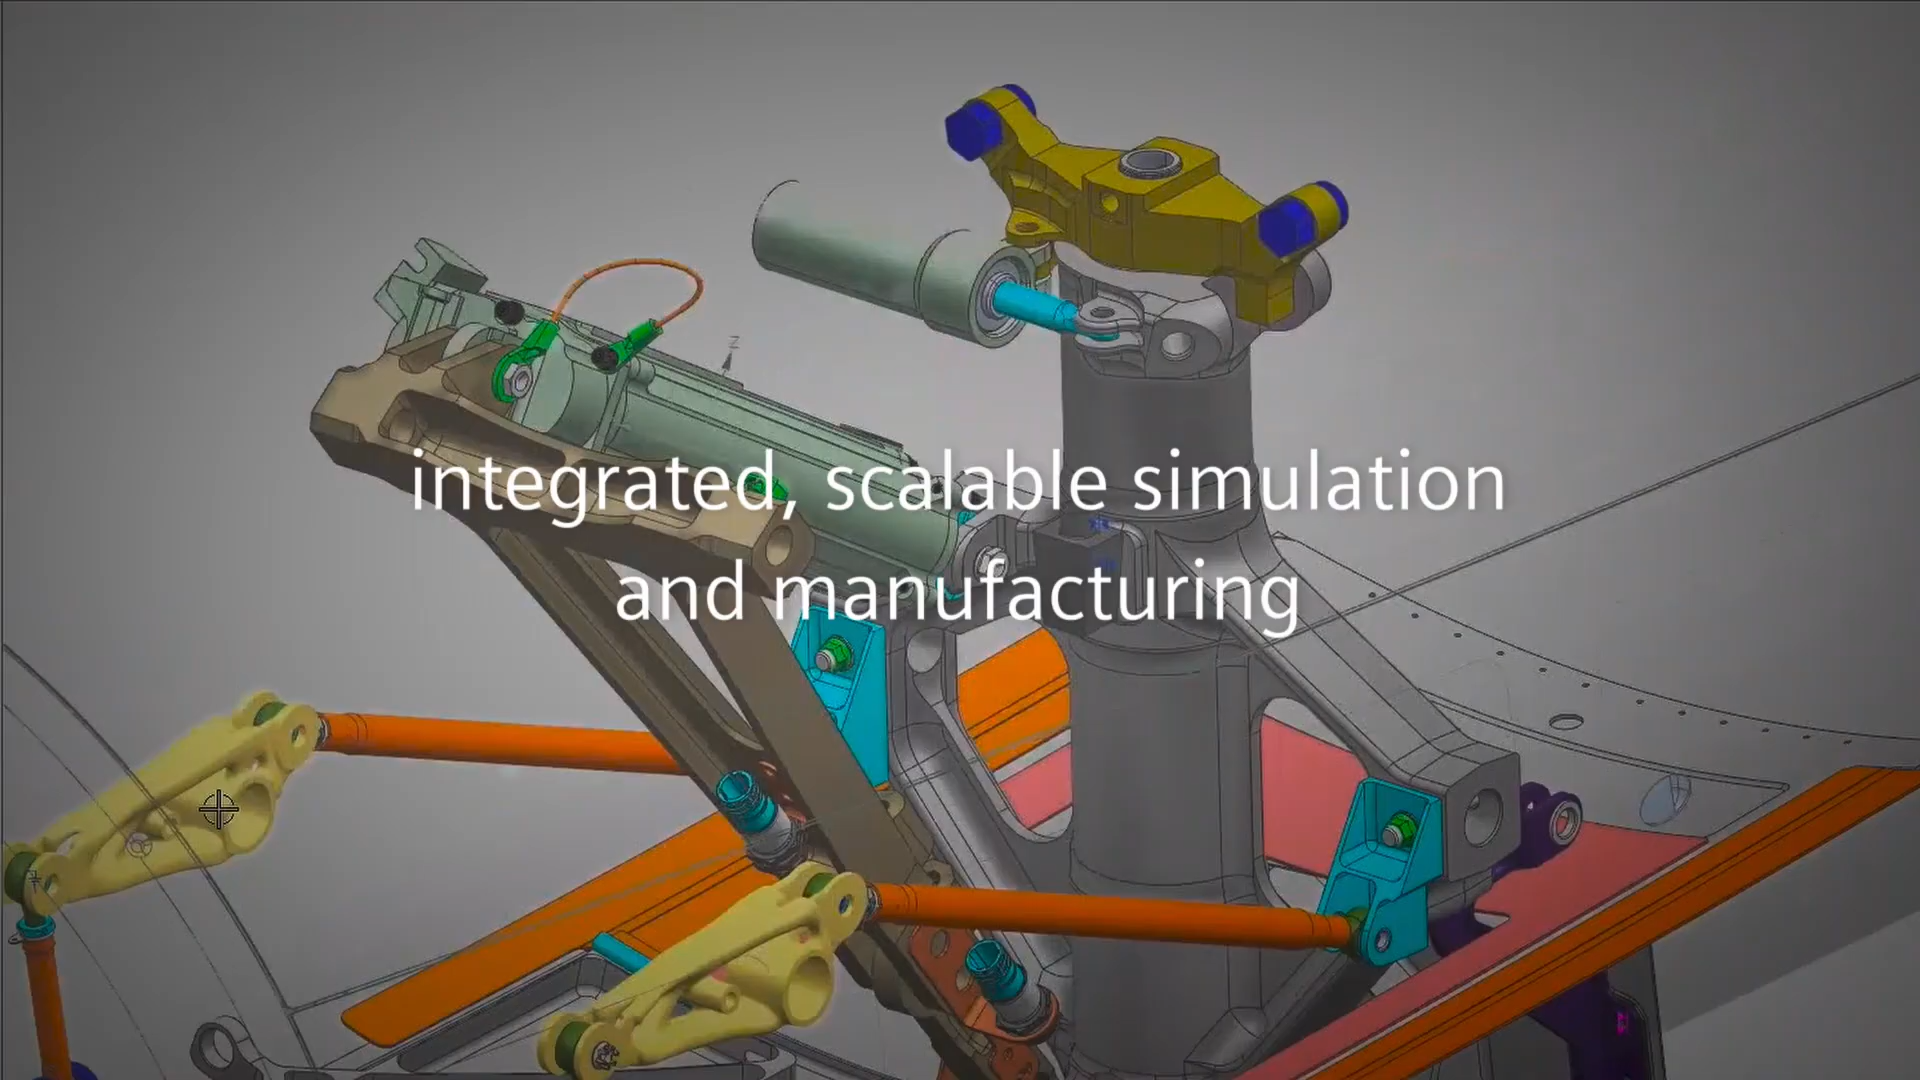 Z
integrated, scalable simulation
and manufacturing